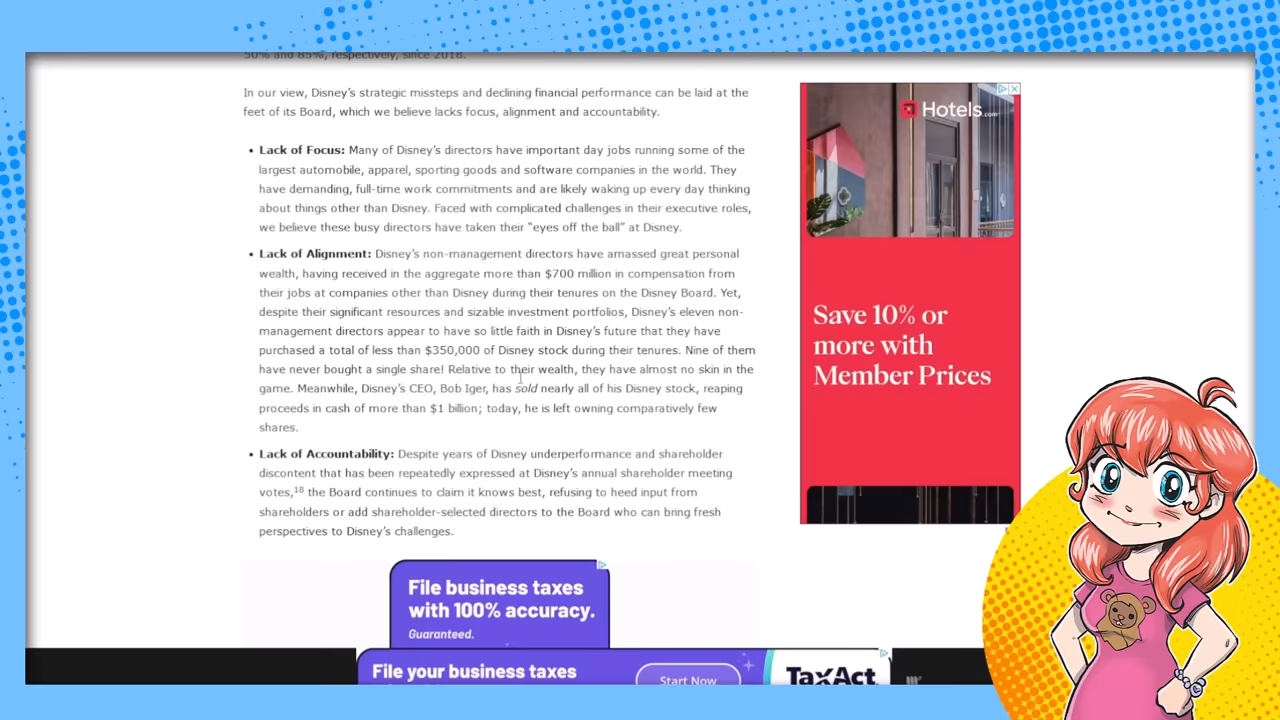 50% and 85%, respectively, since 2018.
In our view, Disney's strategic missteps and declining financial performance can be laid at the
feet of its Board, which we believe lacks focus, alignment and accountability.
• Lack of Focus: Many of Disney's directors have important day jobs running some of the
largest automobile, apparel, sporting goods and software companies in the world. They
have demanding, full-time work commitments and are likely waking up every day thinking
about things other than Disney. Faced with complicated challenges in their executive roles,
we believe these busy directors have taken their “eyes off the ball” at Disney.
• Lack of Alignment: Disney's non-management directors have amassed great personal
wealth, having received in the aggregate more than $700 million in compensation from
their jobs at companies other than Disney during their tenures on the Disney Board. Yet,
despite their significant resources and sizable investment portfolios, Disney's eleven non-
management directors appear to have so little faith in Disney's future that they have
purchased a total of less than $350,000 of Disney stock during their tenures. Nine of them
have never bought a single share! Relative to their wealth, they have almost no skin in the
game. Meanwhile, Disney's CEO, Bob Iger, has sold nearly all of his Disney stock, reaping
proceeds in cash of more than $1 billion; today, he is left owning comparatively few
shares.
• Lack of Accountability: Despite years of Disney underperformance and shareholder
discontent that has been repeatedly expressed at Disney's annual shareholder meeting
votes,18 the Board continues to claim it knows best, refusing to heed input from
shareholders or add shareholder-selected directors to the Board who can bring fresh
perspectives to Disney's challenges.
Hotels.com
Save 10% or
more with
Member Prices
File business taxes
with 100% accuracy.
Guaranteed.
File your business taxes
Start Now
TaxAct